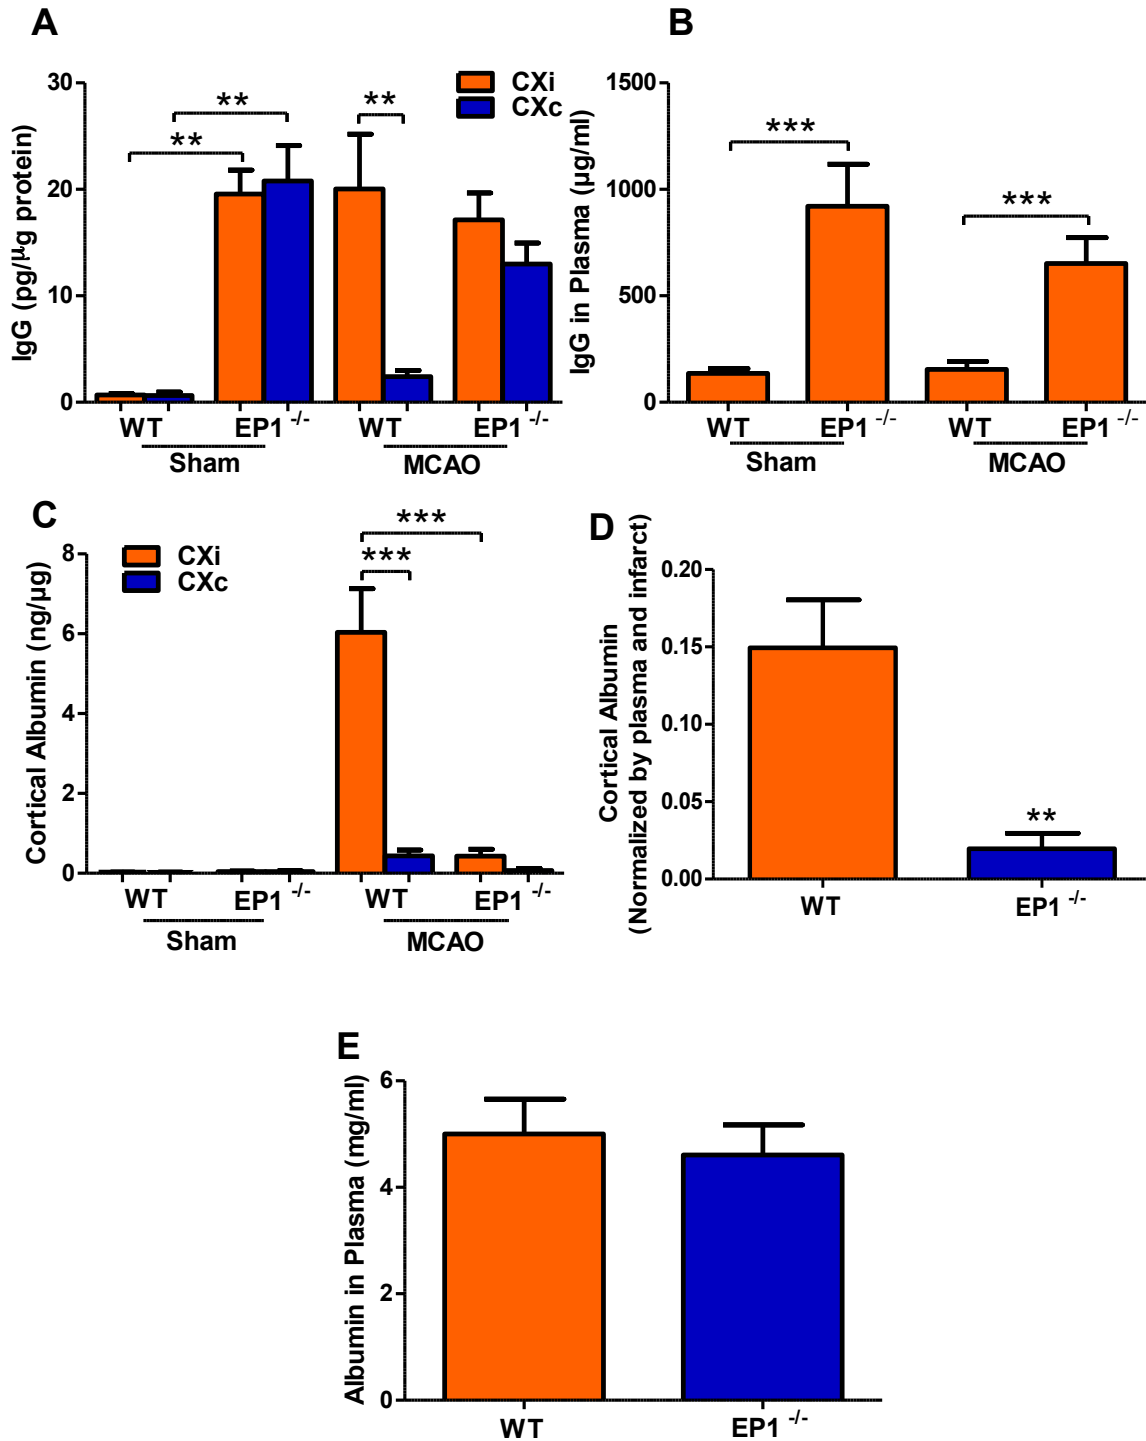 A
IgG (pg/µg protein)
30
20
10
0
**
**
**
CXi
CXc
WT
EP1 -/-
WT
EP1 -/-
Sham
MCAO
B
IgG in Plasma (µg/ml)
1500
1000
500
0
***
***
WT
EP1 -/-
WT
EP1 -/-
Sham
MCAO
C
Cortical Albumin (ng/µg)
8
6
4
2
0
CXi
CXc
***
***
WT
EP1 -/-
WT
EP1 -/-
Sham
MCAO
D
Cortical Albumin
(Normalized by plasma and infarct)
0.20
0.15
0.10
0.05
0.00
**
WT
EP1 -/-
E
Albumin in Plasma (mg/ml)
6
4
2
0
WT
EP1 -/-